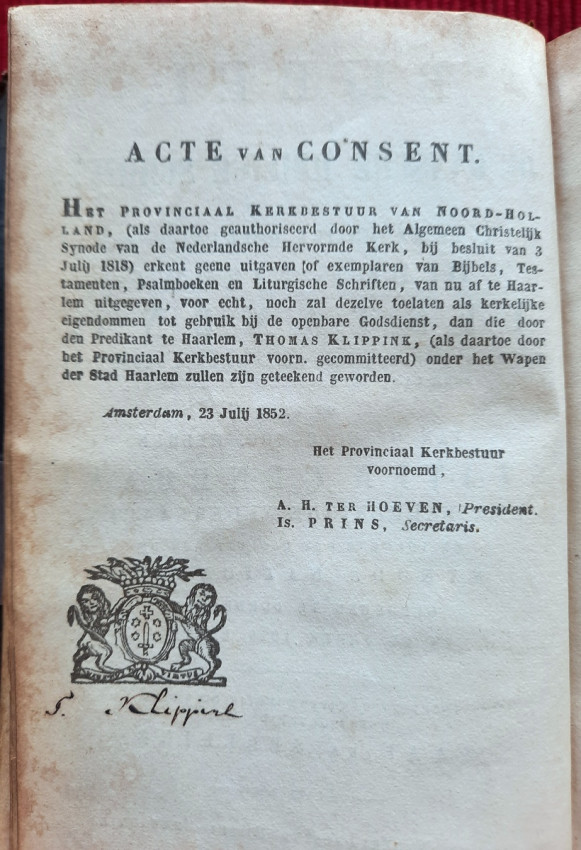 ACTE VAN CONSENT.
HET PROVINCIAAL KERKBESTUUR VAN NOORD-HOL-
LAND, (als daartoe geauthoriseerd door het Algemeen Christelijk
Synode van de Nederlandsche Hervormde Kerk, bij besluit van 3
Julij 1818) erkent geene uitgaven (of exemplaren van Bijbels, Tes-
tamenten, Psalmboeken en Liturgische Schriften, van nu af te Haar-
lem uitgegeven, voor echt, noch zal dezelve toelaten als kerkelijke
eigendommen tot gebruik bij de openbare Godsdienst, dan die door
den Predikant te Haarlem, THOMAS KLIPPINK, (als daartoe door
het Provinciaal Kerkbestuur voorn. gecommitteerd) onder het Wapen
der Stad Haarlem zullen zijn geteekend geworden.
Amsterdam, 23 Julij 1852.
Het Provinciaal Kerkbestuur
voornoemd,
A. H. TER HOEVEN, President.
Is. PRINS, Secretaris.
VIRTUS
T. Klippink